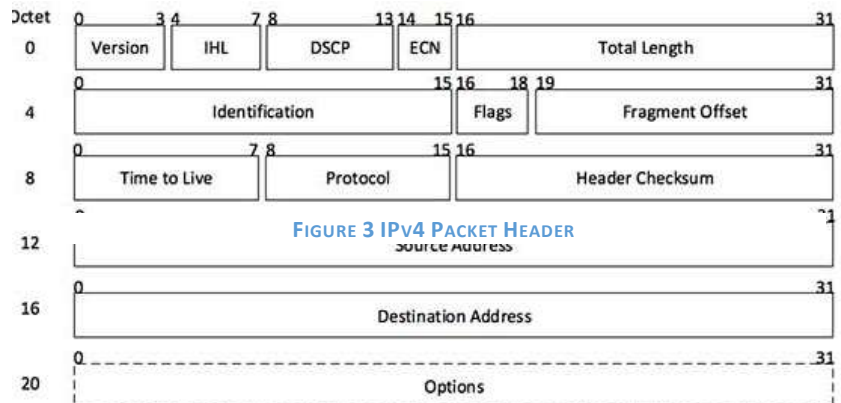 Octet 0 3 4 7 8 13 14 15 16 31
0 Version IHL DSCP ECN Total Length
0 15 16 18 19 31
4 Identification Flags Fragment Offset
0 7 8 15 16 31
8 Time to Live Protocol Header Checksum
0 31
FIGURE 3 IPV4 PACKET HEADER
12 Source Address
0 31
16 Destination Address
0 31
20 Options